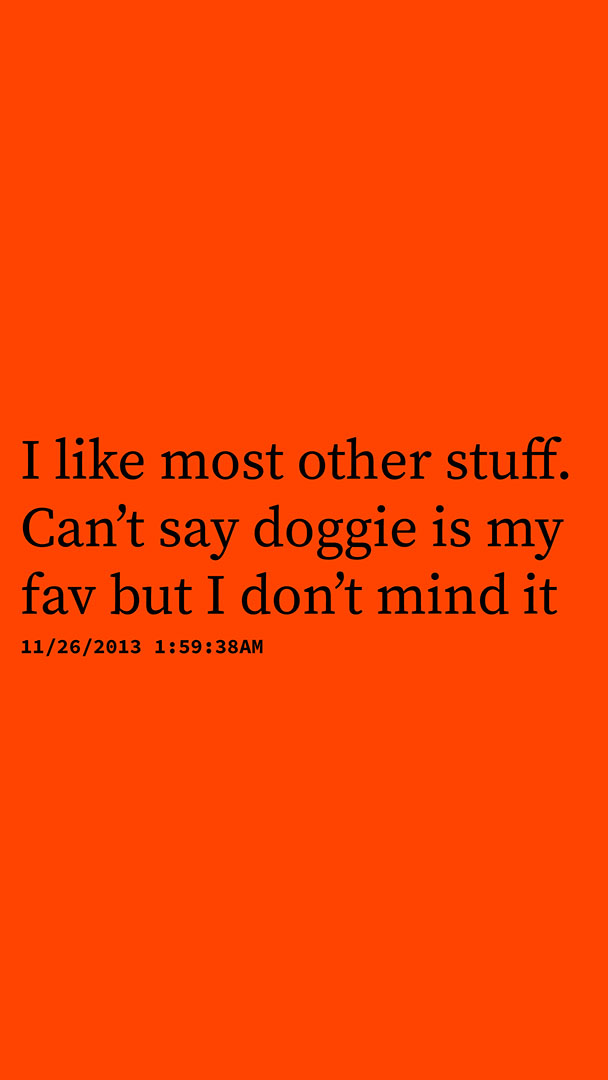 I like most other stuff.
Can’t say doggie is my
fav but I don’t mind it
11/26/2013 1:59:38AM